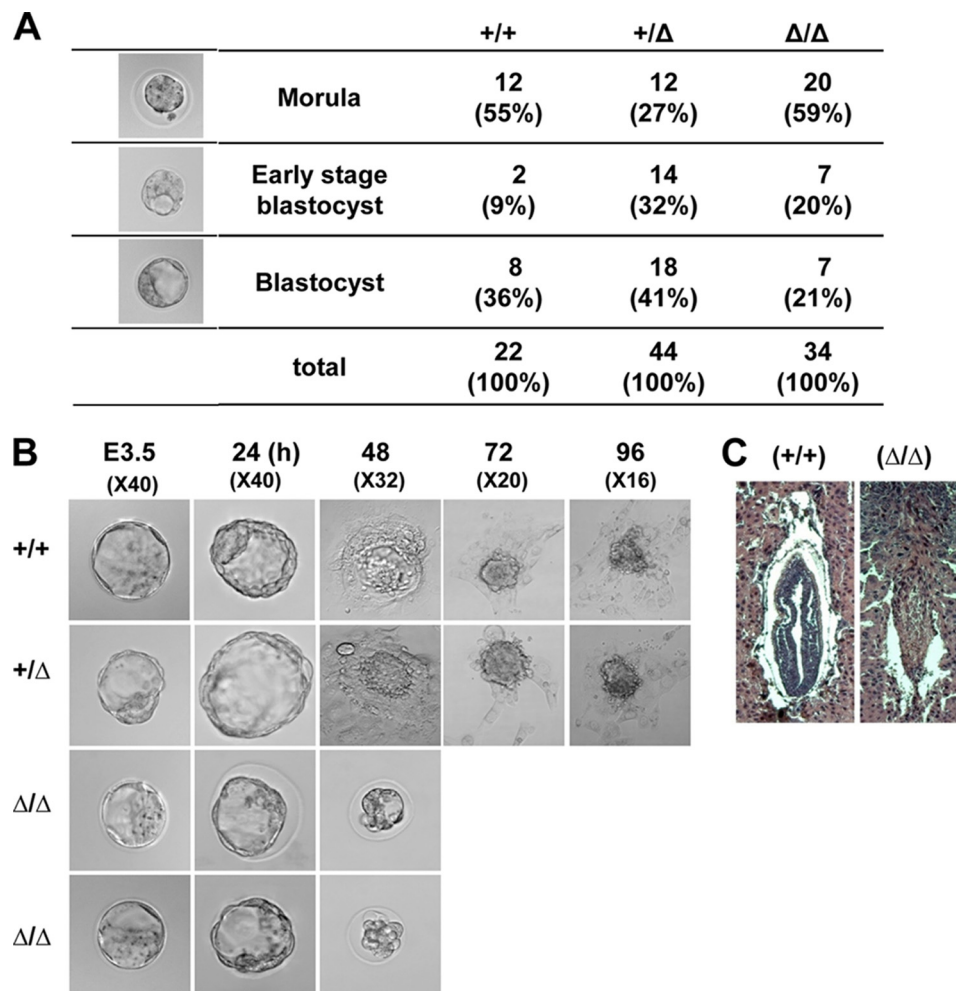 A
+/+ +/Δ Δ/Δ
Morula 12 12 20
(55%) (27%) (59%)
Early stage 2 14 7
blastocyst (9%) (32%) (20%)
Blastocyst 8 18 7
(36%) (41%) (21%)
total 22 44 34
(100%) (100%) (100%)
B
E3.5 24 (h) 48 72 96
(X40) (X40) (X32) (X20) (X16)
+/+
+/Δ
Δ/Δ
Δ/Δ
C (+/+) (Δ/Δ)